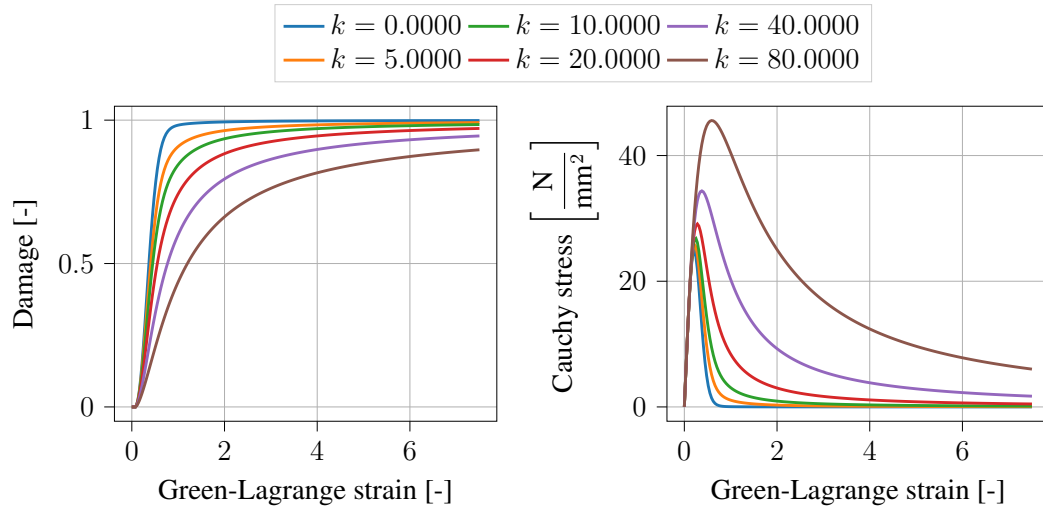 k = 0.0000 k = 10.0000 k = 40.0000
k = 5.0000 k = 20.0000 k = 80.0000
Damage [-]
1
0.5
0
0 2 4 6
Green-Lagrange strain [-]
Cauchy stress [N/mm²]
40
20
0
0 2 4 6
Green-Lagrange strain [-]